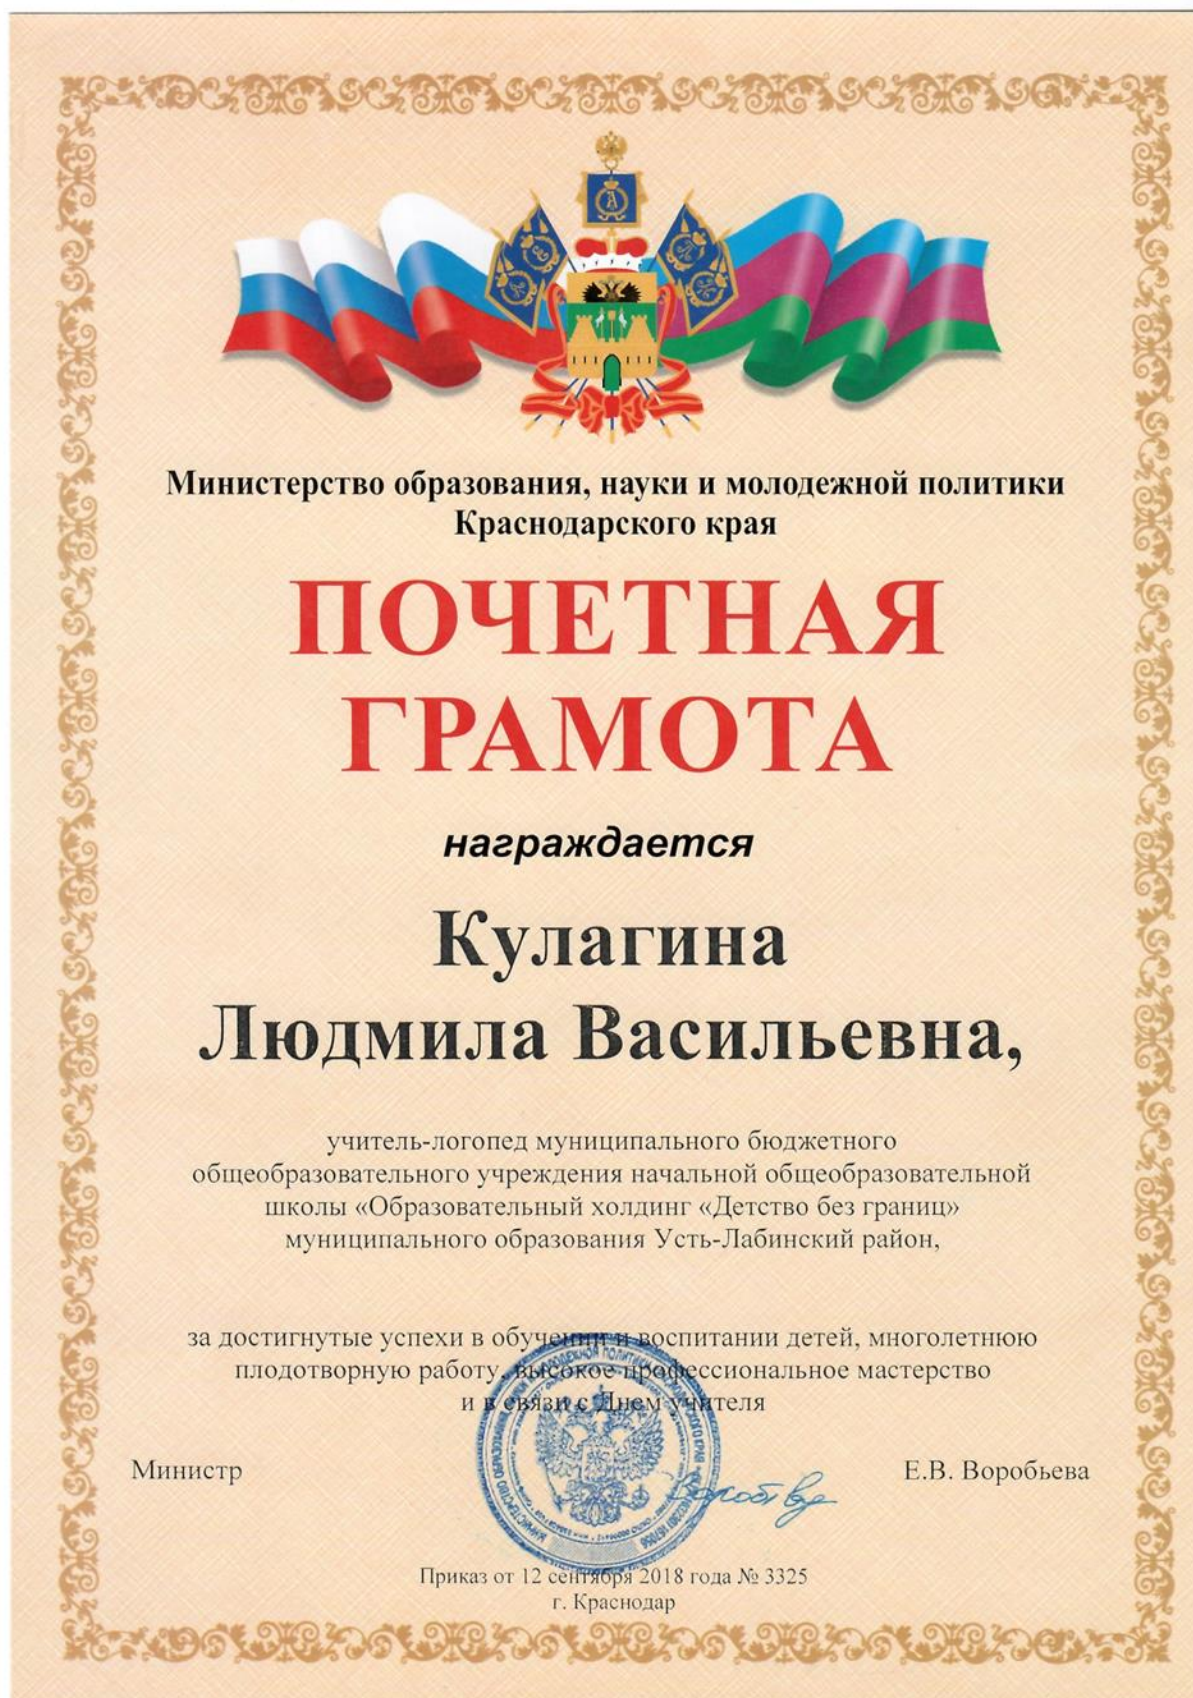 Министерство образования, науки и молодежной политики
Краснодарского края
ПОЧЕТНАЯ
ГРАМОТА
награждается
Кулагина
Людмила Васильевна,
учитель-логопед муниципального бюджетного
общеобразовательного учреждения начальной общеобразовательной
школы «Образовательный холдинг «Детство без границ»
муниципального образования Усть-Лабинский район,
за достигнутые успехи в обучении и воспитании детей, многолетнюю
плодотворную работу, высокое профессиональное мастерство
и в связи с Днем учителя
Министр
Е.В. Воробьева
Приказ от 12 сентября 2018 года № 3325
г. Краснодар